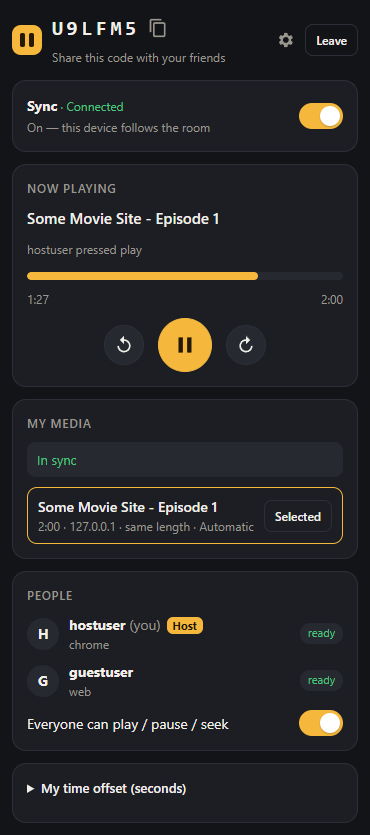 U9LFM5
Share this code with your friends
Leave
Sync · Connected
On — this device follows the room
NOW PLAYING
Some Movie Site - Episode 1
hostuser pressed play
1:27
2:00
MY MEDIA
In sync
Some Movie Site - Episode 1
2:00 · 127.0.0.1 · same length · Automatic
Selected
PEOPLE
H
hostuser (you) Host
chrome
ready
G
guestuser
web
ready
Everyone can play / pause / seek
My time offset (seconds)